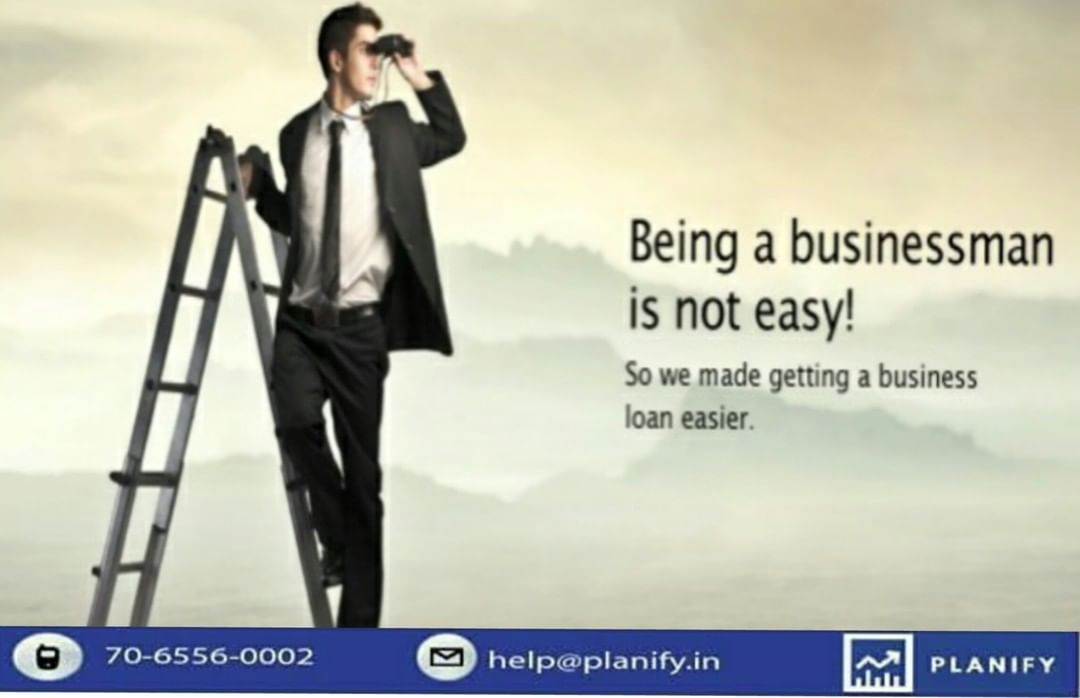 Being a businessman
is not easy!
So we made getting a business
loan easier.
70-6556-0002
help@planify.in
PLANIFY